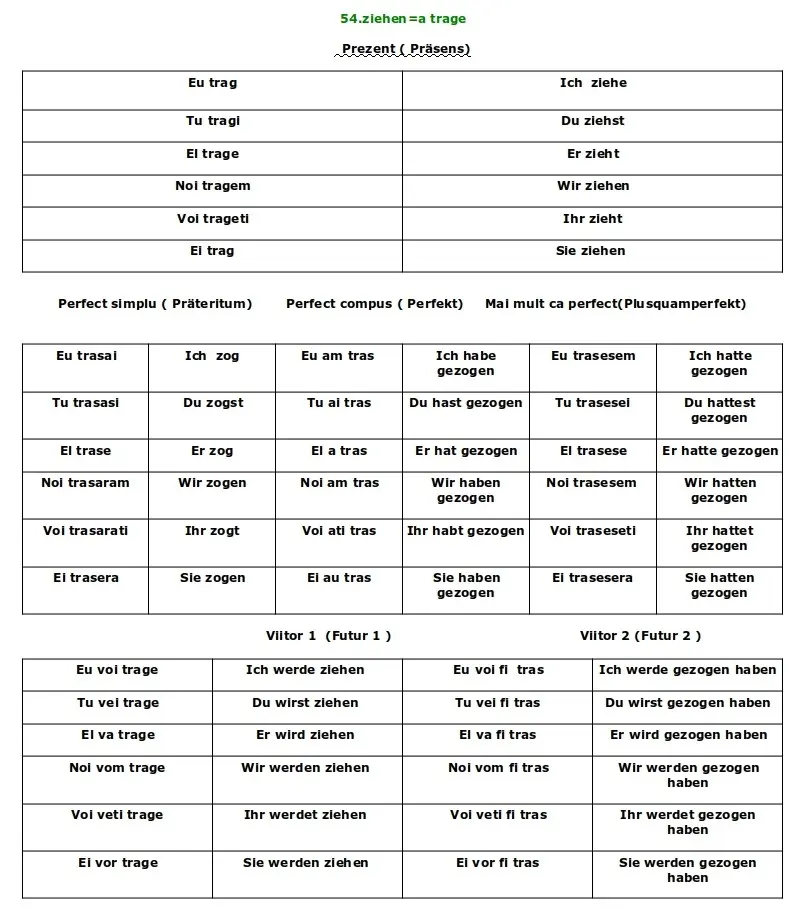 54.ziehen=a trage
Prezent ( Präsens)
Eu trag Ich ziehe
Tu tragi Du ziehst
El trage Er zieht
Noi tragem Wir ziehen
Voi trageti Ihr zieht
Ei trag Sie ziehen
Perfect simplu ( Präteritum) Perfect compus ( Perfekt) Mai mult ca perfect(Plusquamperfekt)
Eu trasai Ich zog Eu am tras Ich habe gezogen Eu trasesem Ich hatte gezogen
Tu trasasi Du zogst Tu ai tras Du hast gezogen Tu trasesei Du hattest gezogen
El trase Er zog El a tras Er hat gezogen El trasese Er hatte gezogen
Noi trasaram Wir zogen Noi am tras Wir haben gezogen Noi trasesem Wir hatten gezogen
Voi trasarati Ihr zogt Voi ati tras Ihr habt gezogen Voi traseseti Ihr hattet gezogen
Ei trasera Sie zogen Ei au tras Sie haben gezogen Ei trasesera Sie hatten gezogen
Viitor 1 (Futur 1 ) Viitor 2 (Futur 2 )
Eu voi trage Ich werde ziehen Eu voi fi tras Ich werde gezogen haben
Tu vei trage Du wirst ziehen Tu vei fi tras Du wirst gezogen haben
El va trage Er wird ziehen El va fi tras Er wird gezogen haben
Noi vom trage Wir werden ziehen Noi vom fi tras Wir werden gezogen haben
Voi veti trage Ihr werdet ziehen Voi veti fi tras Ihr werdet gezogen haben
Ei vor trage Sie werden ziehen Ei vor fi tras Sie werden gezogen haben